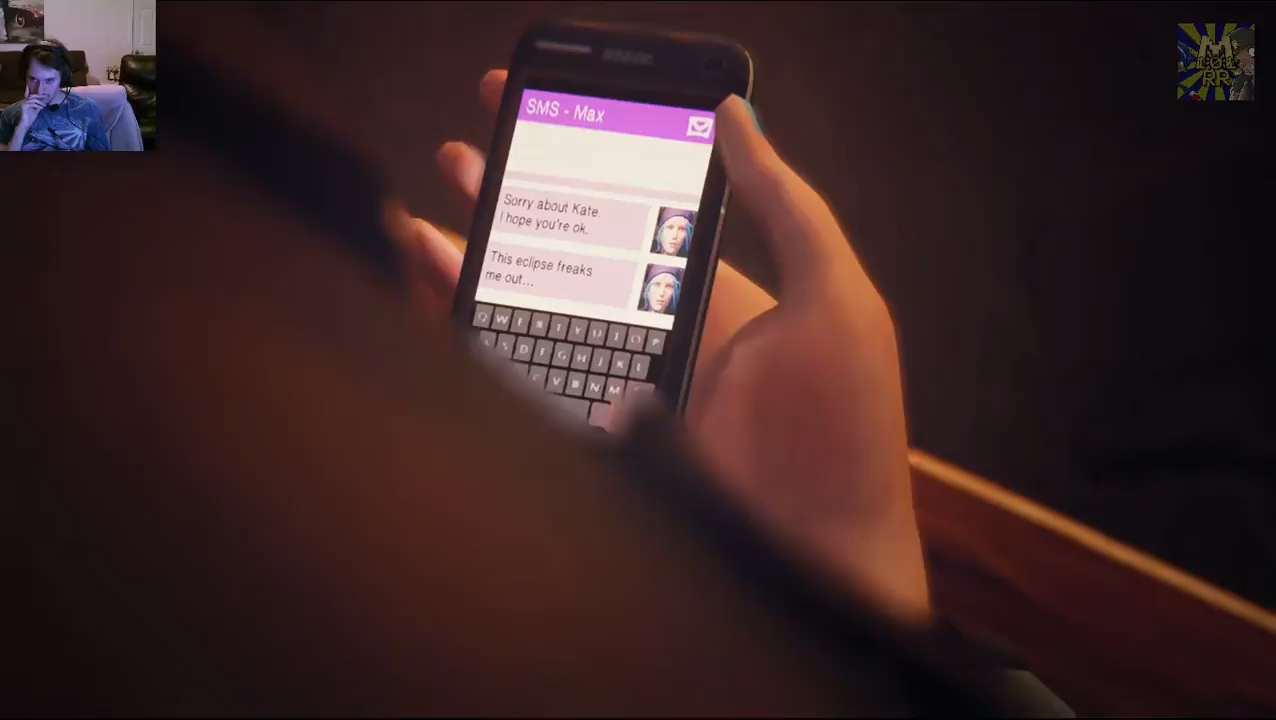 SMS - Max
Sorry about Kate.
I hope you're ok.
This eclipse freaks
me out...
Q W E R T Y U I O P
A S D F G H J K L
C V B N M